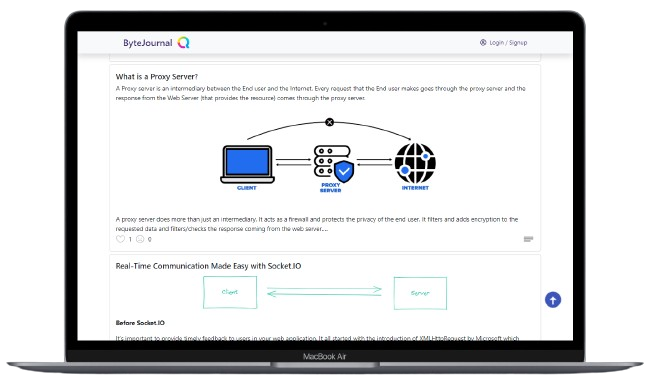 ByteJournal
Login / Signup
What is a Proxy Server?
A Proxy server is an intermediary between the End user and the Internet. Every request that the End user makes goes through the proxy server and the
response from the Web Server (that provides the resource) comes through the proxy server.
CLIENT
PROXY
SERVER
INTERNET
A proxy server does more than just an intermediary. It acts as a firewall and protects the privacy of the end user. It filters and adds encryption to the
requested data and filters/checks the response coming from the web server....
1 0
Real-Time Communication Made Easy with Socket.IO
Client
Server
Before Socket.IO
It's important to provide timely feedback to users in your web application. It all started with the introduction of XMLHttpRequest by Microsoft which
MacBook Air